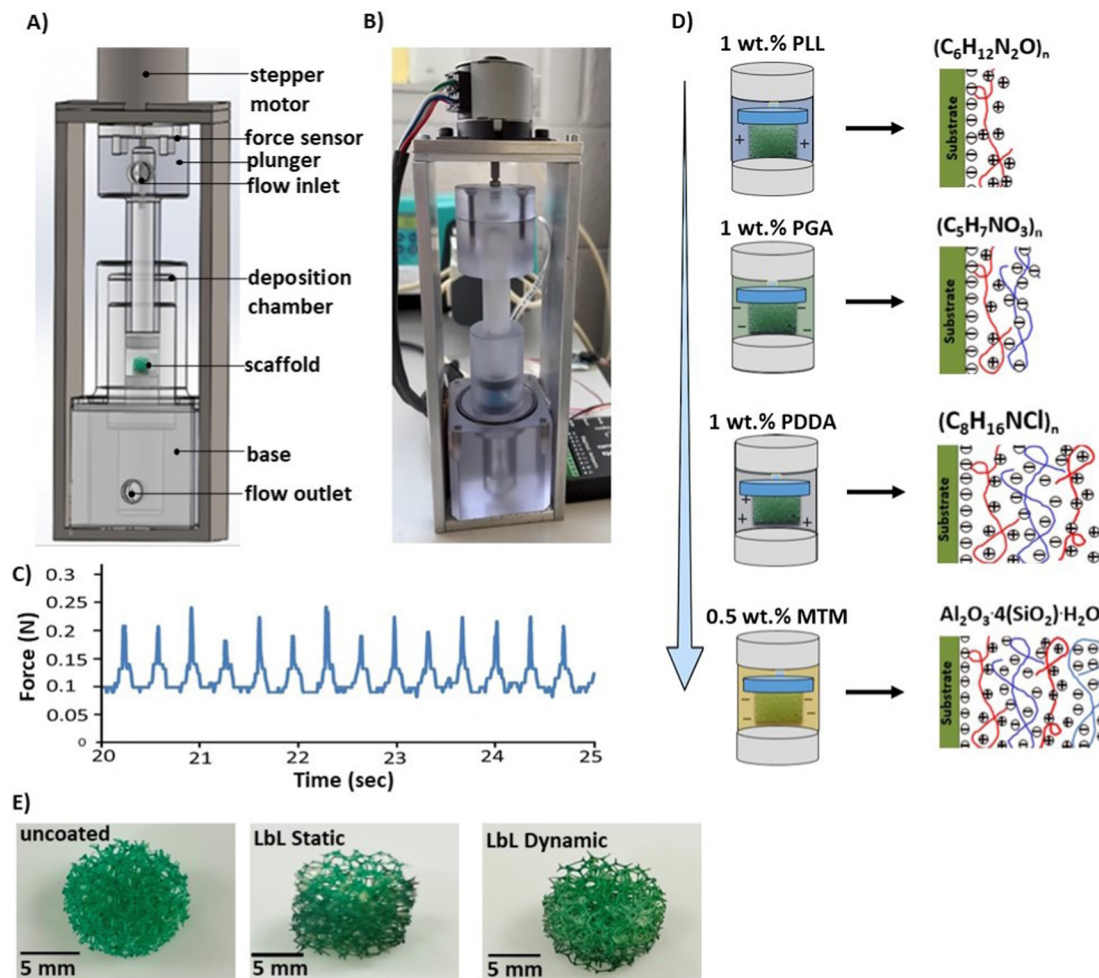 A)
stepper
motor
force sensor
plunger
flow inlet
deposition
chamber
scaffold
base
flow outlet
B)
C)
Force (N)
0.3
0.25
0.2
0.15
0.1
0.05
0
20
21
22
23
24
25
Time (sec)
D)
1 wt.% PLL
(C₆H₁₂N₂O)ₙ
Substrate
1 wt.% PGA
(C₅H₇NO₃)ₙ
Substrate
1 wt.% PDDA
(C₈H₁₆NCl)ₙ
Substrate
0.5 wt.% MTM
Al₂O₃·4(SiO₂)·H₂O
Substrate
E)
uncoated
5 mm
LbL Static
5 mm
LbL Dynamic
5 mm